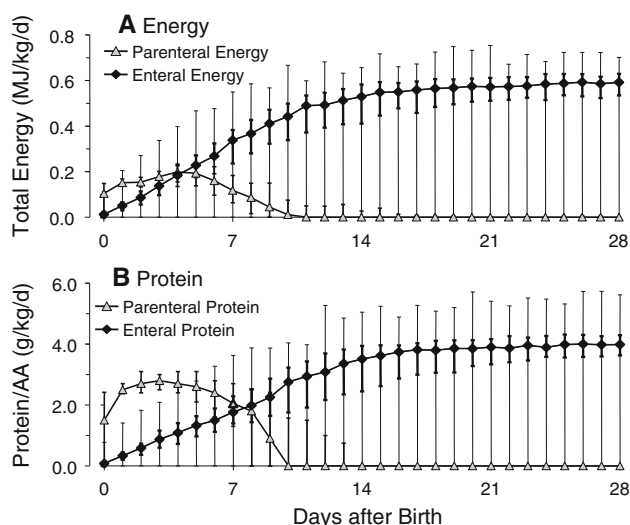 A Energy
Parenteral Energy
Enteral Energy
Total Energy (MJ/kg/d)
0.8
0.6
0.4
0.2
0.0
0 7 14 21 28
B Protein
Parenteral Protein
Enteral Protein
Protein/AA (g/kg/d)
6.0
4.0
2.0
0.0
0 7 14 21 28
Days after Birth